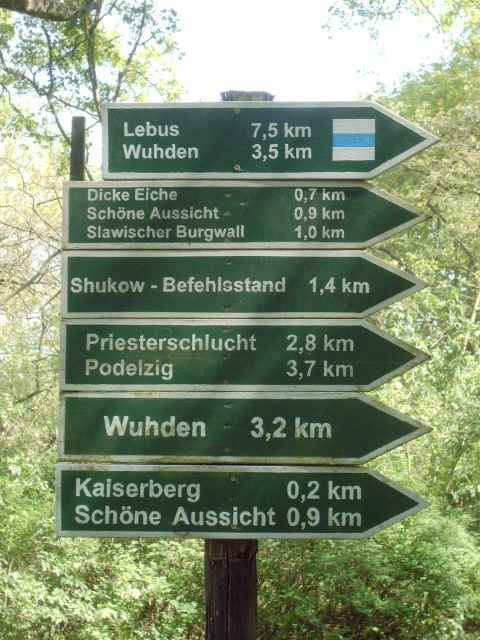 Lebus 7,5 km
Wuhden 3,5 km
Dicke Eiche 0,7 km
Schöne Aussicht - 0,9 km
Slawischer Burgwall 1,0 km
Shukow - Befehlsstand 1,4 km
Priesterschlucht 2,8 km
Podelzig 3,7 km
Wuhden 3,2 km
Kaiserberg 0,2 km
Schöne Aussicht 0,9 km